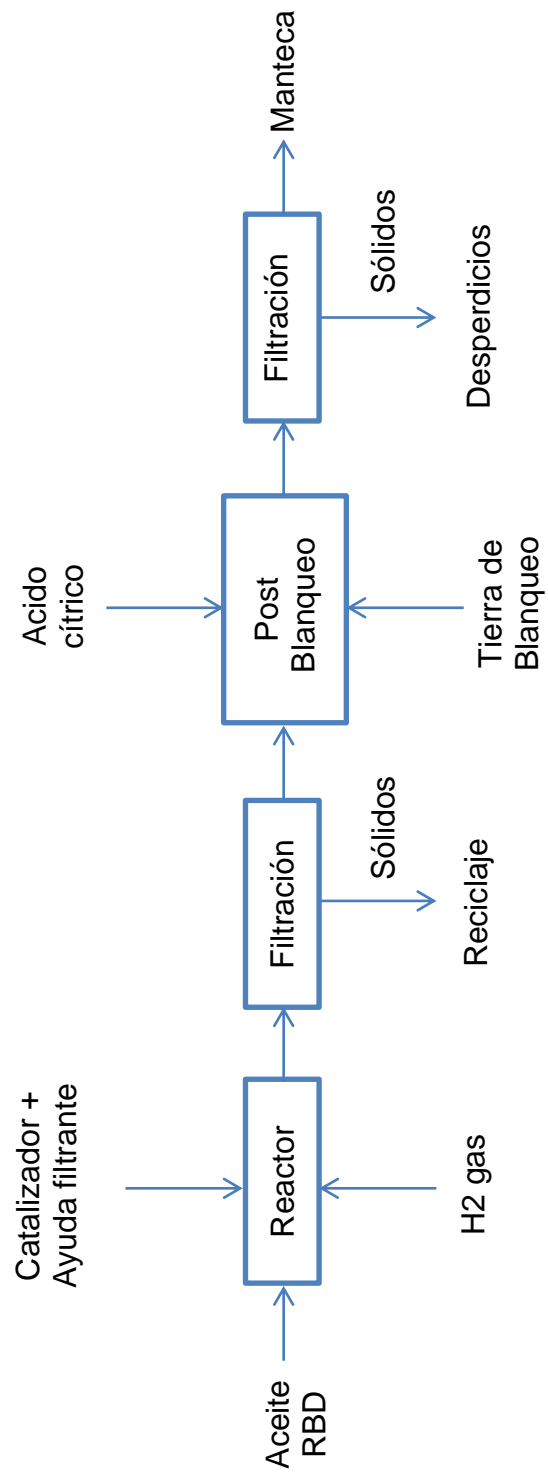 Aceite
RBD
Catalizador +
Ayuda filtrante
Reactor
H2 gas
Filtración
Sólidos
Reciclaje
Acido
cítrico
Post
Blanqueo
Tierra de
Blanqueo
Filtración
Sólidos
Desperdicios
Manteca